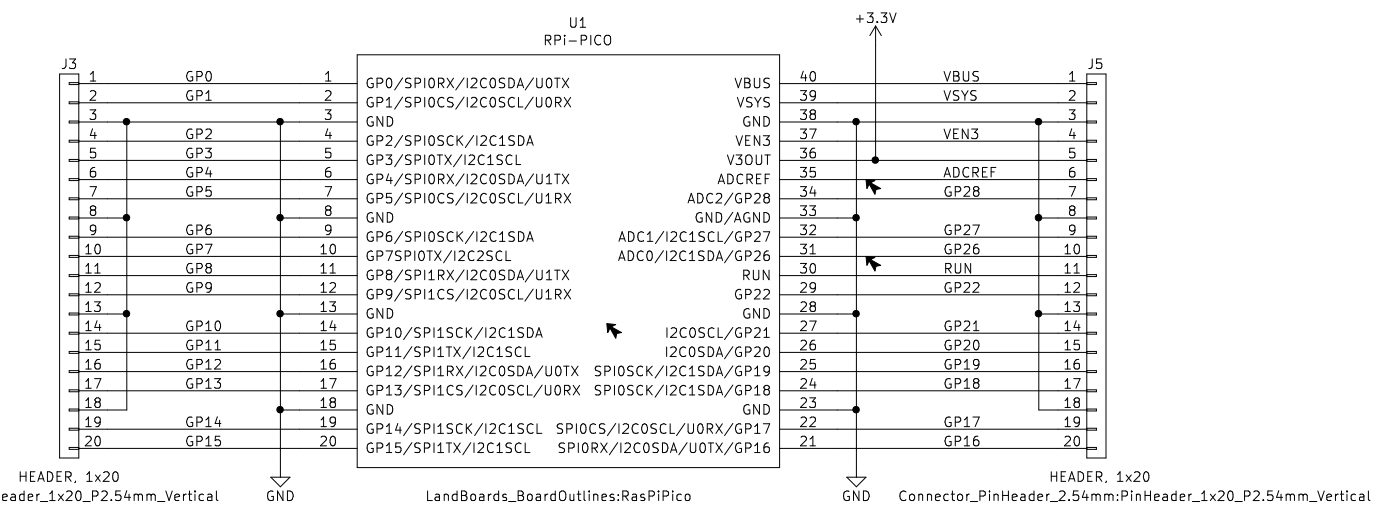 +3.3V
U1
RPi-PICO
J3
J5
1 GP0 1 GP0/SPI0RX/I2C0SDA/U0TX VBUS 40 VBUS 1
2 GP1 2 GP1/SPI0CS/I2C0SCL/U0RX VSYS 39 VSYS 2
3 3 GND GND 38 3
4 GP2 4 GP2/SPI0SCK/I2C1SDA VEN3 37 VEN3 4
5 GP3 5 GP3/SPI0TX/I2C1SCL V3OUT 36 5
6 GP4 6 GP4/SPI0RX/I2C0SDA/U1TX ADCREF 35 ADCREF 6
7 GP5 7 GP5/SPI0CS/I2C0SCL/U1RX ADC2/GP28 34 GP28 7
8 8 GND GND/AGND 33 8
9 GP6 9 GP6/SPI0SCK/I2C1SDA ADC1/I2C1SCL/GP27 32 GP27 9
10 GP7 10 GP7SPI0TX/I2C2SCL ADC0/I2C1SDA/GP26 31 GP26 10
11 GP8 11 GP8/SPI1RX/I2C0SDA/U1TX RUN 30 RUN 11
12 GP9 12 GP9/SPI1CS/I2C0SCL/U1RX GP22 29 GP22 12
13 13 GND GND 28 13
14 GP10 14 GP10/SPI1SCK/I2C1SDA I2C0SCL/GP21 27 GP21 14
15 GP11 15 GP11/SPI1TX/I2C1SCL I2C0SDA/GP20 26 GP20 15
16 GP12 16 GP12/SPI1RX/I2C0SDA/U0TX SPI0SCK/I2C1SDA/GP19 25 GP19 16
17 GP13 17 GP13/SPI1CS/I2C0SCL/U0RX SPI0SCK/I2C1SDA/GP18 24 GP18 17
18 18 GND GND 23 18
19 GP14 19 GP14/SPI1SCK/I2C1SCL SPI0CS/I2C0SCL/U0RX/GP17 22 GP17 19
20 GP15 20 GP15/SPI1TX/I2C1SCL SPI0RX/I2C0SDA/U0TX/GP16 21 GP16 20
HEADER, 1x20 HEADER, 1x20
eader_1x20_P2.54mm_Vertical GND LandBoards_BoardOutlines:RasPiPico GND Connector_PinHeader_2.54mm:PinHeader_1x20_P2.54mm_Vertical